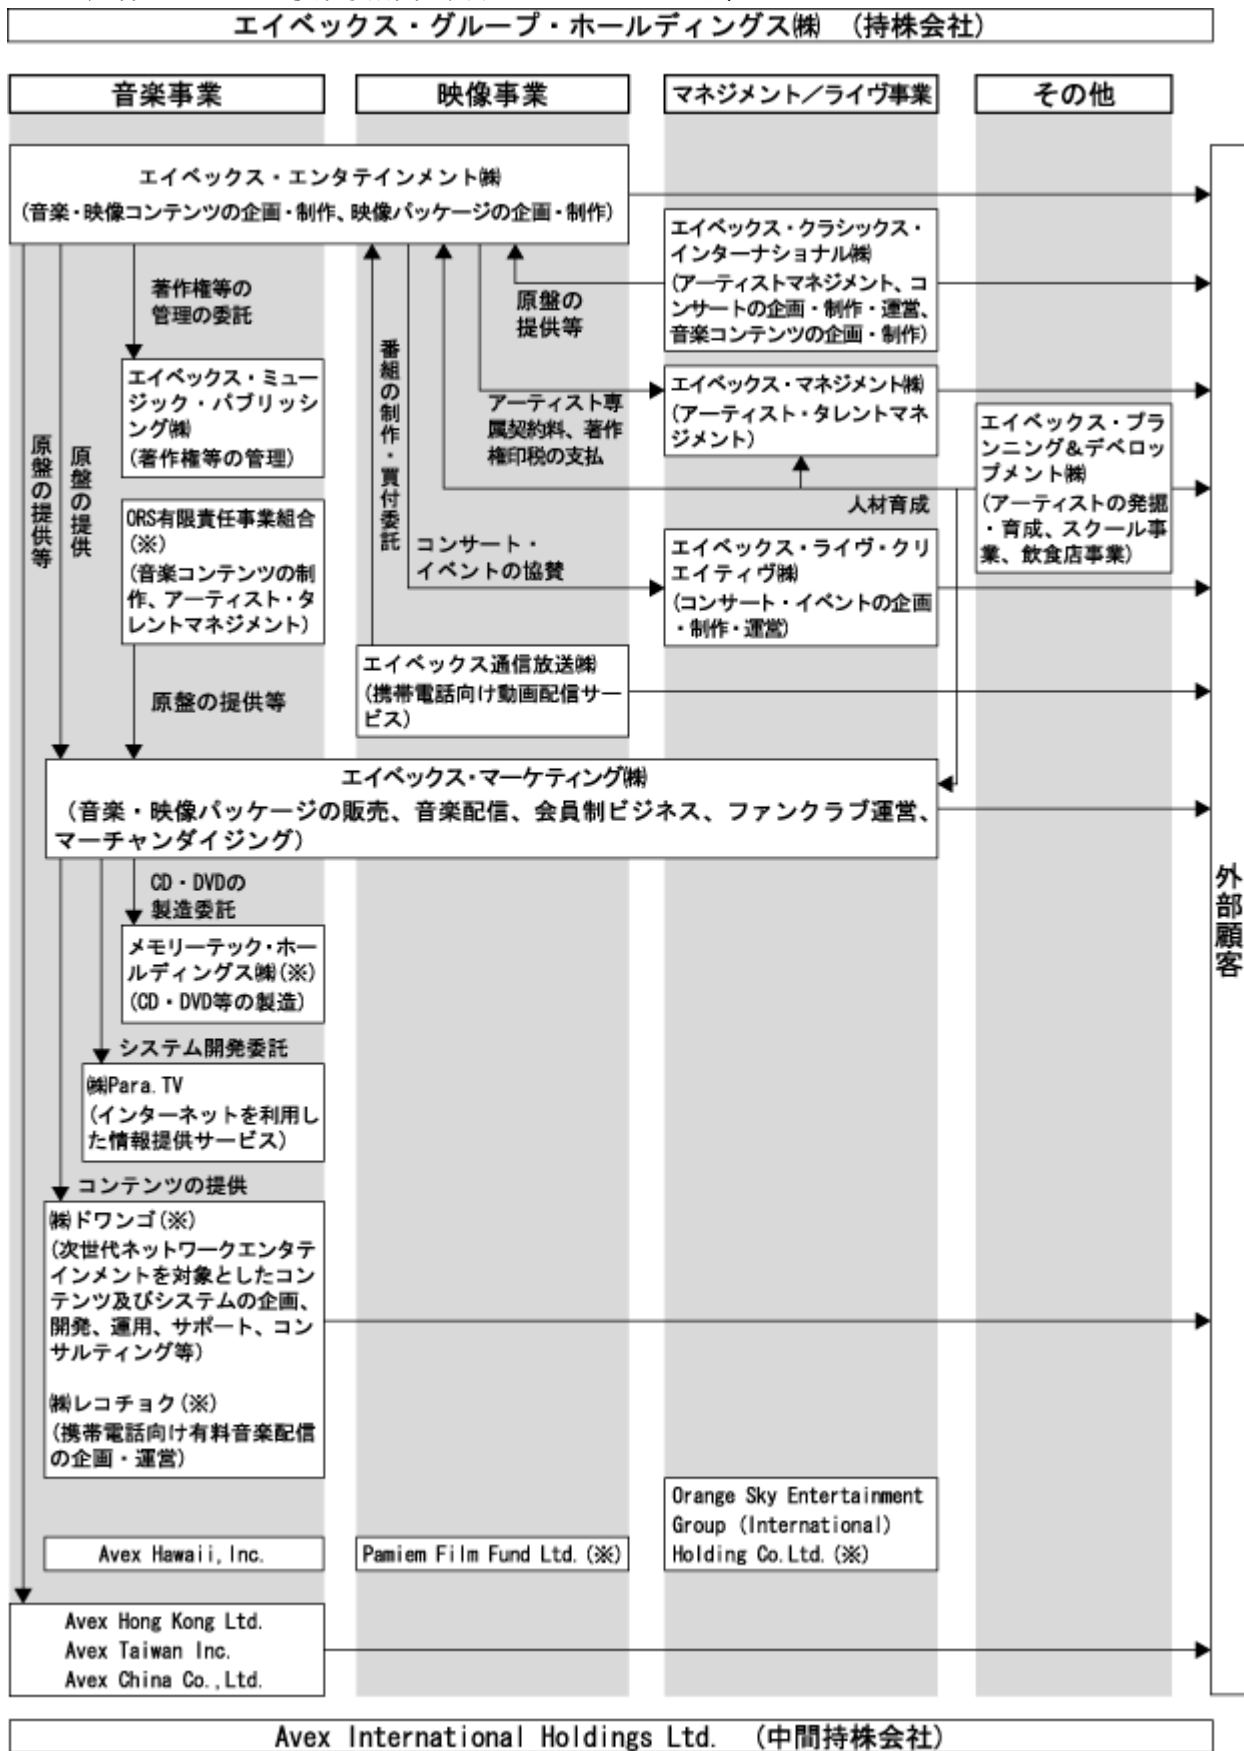 エイベックス・グループ・ホールディングス㈱　(持株会社)
音楽事業
映像事業
マネジメント／ライヴ事業
その他
エイベックス・エンタテインメント㈱
(音楽・映像コンテンツの企画・制作、映像パッケージの企画・制作)
エイベックス・クラシックス・
インターナショナル㈱
(アーティストマネジメント、コ
ンサートの企画・制作・運営、
音楽コンテンツの企画・制作)
著作権等の
管理の委託
原盤の
提供等
番組の制作・買付委託
エイベックス・ミュー
ジック・パブリッシ
ング㈱
(著作権等の管理)
アーティスト専
属契約料、著作
権印税の支払
エイベックス・マネジメント㈱
(アーティスト・タレントマネ
ジメント)
エイベックス・プラ
ンニング＆デベロッ
プメント㈱
(アーティストの発掘
・育成、スクール事
業、飲食店事業)
原盤の提供等
原盤の提供
人材育成
ORS有限責任事業組合
(※)
(音楽コンテンツの制
作、アーティスト・タ
レントマネジメント)
コンサート・
イベントの協賛
エイベックス・ライヴ・クリ
エイティヴ㈱
(コンサート・イベントの企画
・制作・運営)
エイベックス通信放送㈱
(携帯電話向け動画配信サー
ビス)
原盤の提供等
エイベックス・マーケティング㈱
(音楽・映像パッケージの販売、音楽配信、会員制ビジネス、ファンクラブ運営、
マーチャンダイジング)
外部顧客
CD・DVDの
製造委託
メモリーテック・ホー
ルディングス㈱(※)
(CD・DVD等の製造)
システム開発委託
㈱Para.TV
(インターネットを利用し
た情報提供サービス)
コンテンツの提供
㈱ドワンゴ(※)
(次世代ネットワークエンタテ
インメントを対象としたコン
テンツ及びシステムの企画、
開発、運用、サポート、コン
サルティング等)
㈱レコチョク(※)
(携帯電話向け有料音楽配信
の企画・運営)
Avex Hawaii,Inc.
Pamiem Film Fund Ltd.(※)
Orange Sky Entertainment
Group (International)
Holding Co.Ltd.(※)
Avex Hong Kong Ltd.
Avex Taiwan Inc.
Avex China Co.,Ltd.
Avex International Holdings Ltd.　(中間持株会社)